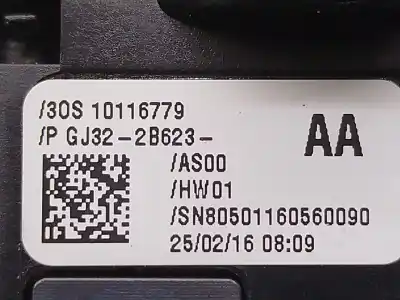 /3OS 10116779
/P GJ32-2B623-
AA
/AS00
/HW01
/SN80501160560090
25/02/16 08:09